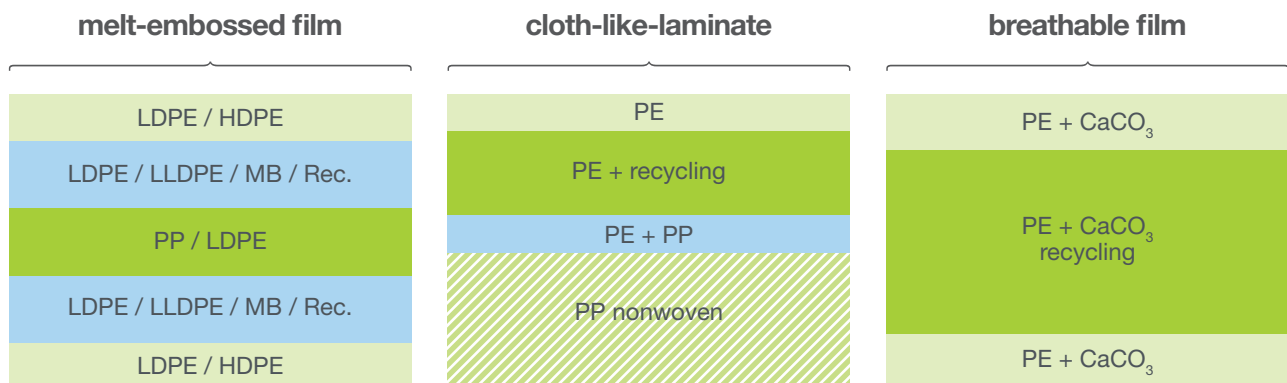 melt-embossed film
LDPE / HDPE
LDPE / LLDPE / MB / Rec.
PP / LDPE
LDPE / LLDPE / MB / Rec.
LDPE / HDPE
cloth-like-laminate
PE
PE + recycling
PE + PP
PP nonwoven
breathable film
PE + CaCO₃
PE + CaCO₃
recycling
PE + CaCO₃